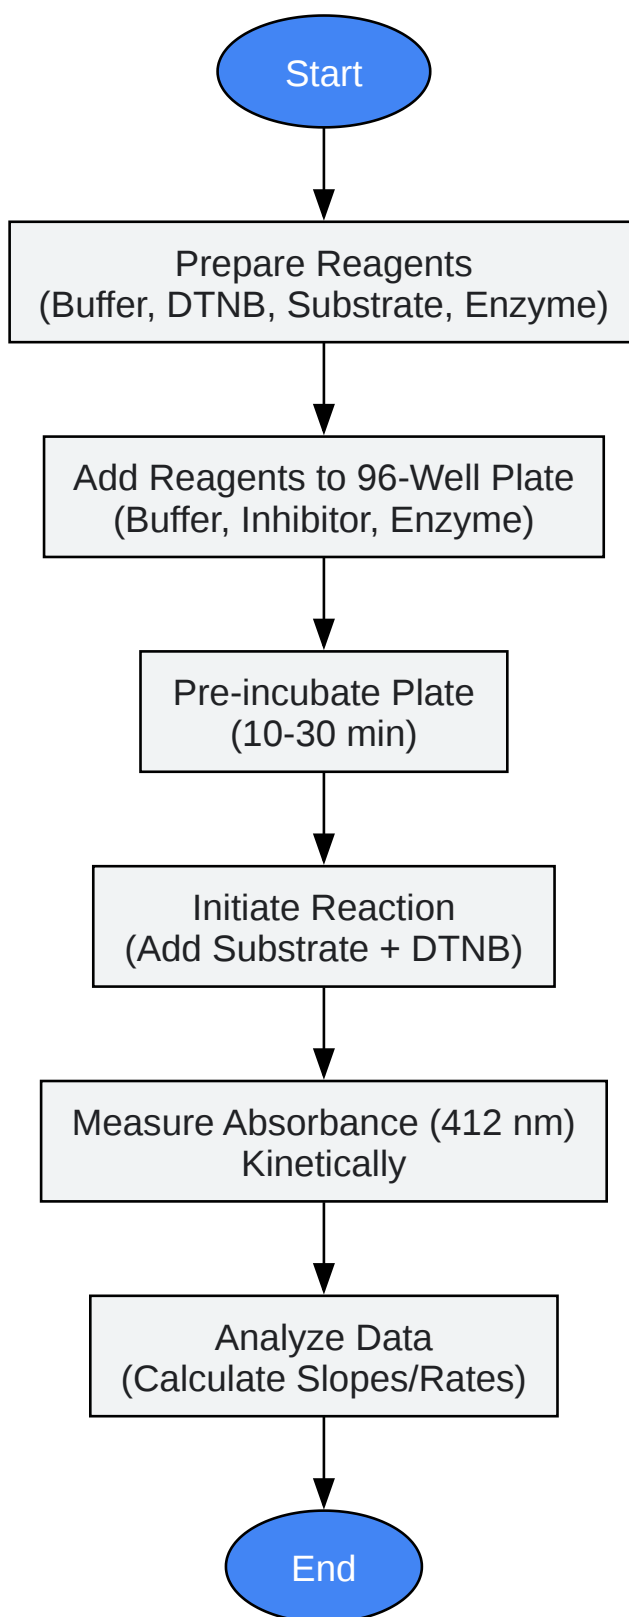 Start
Prepare Reagents
(Buffer, DTNB, Substrate, Enzyme)
Add Reagents to 96-Well Plate
(Buffer, Inhibitor, Enzyme)
Pre-incubate Plate
(10-30 min)
Initiate Reaction
(Add Substrate + DTNB)
Measure Absorbance (412 nm)
Kinetically
Analyze Data
(Calculate Slopes/Rates)
End